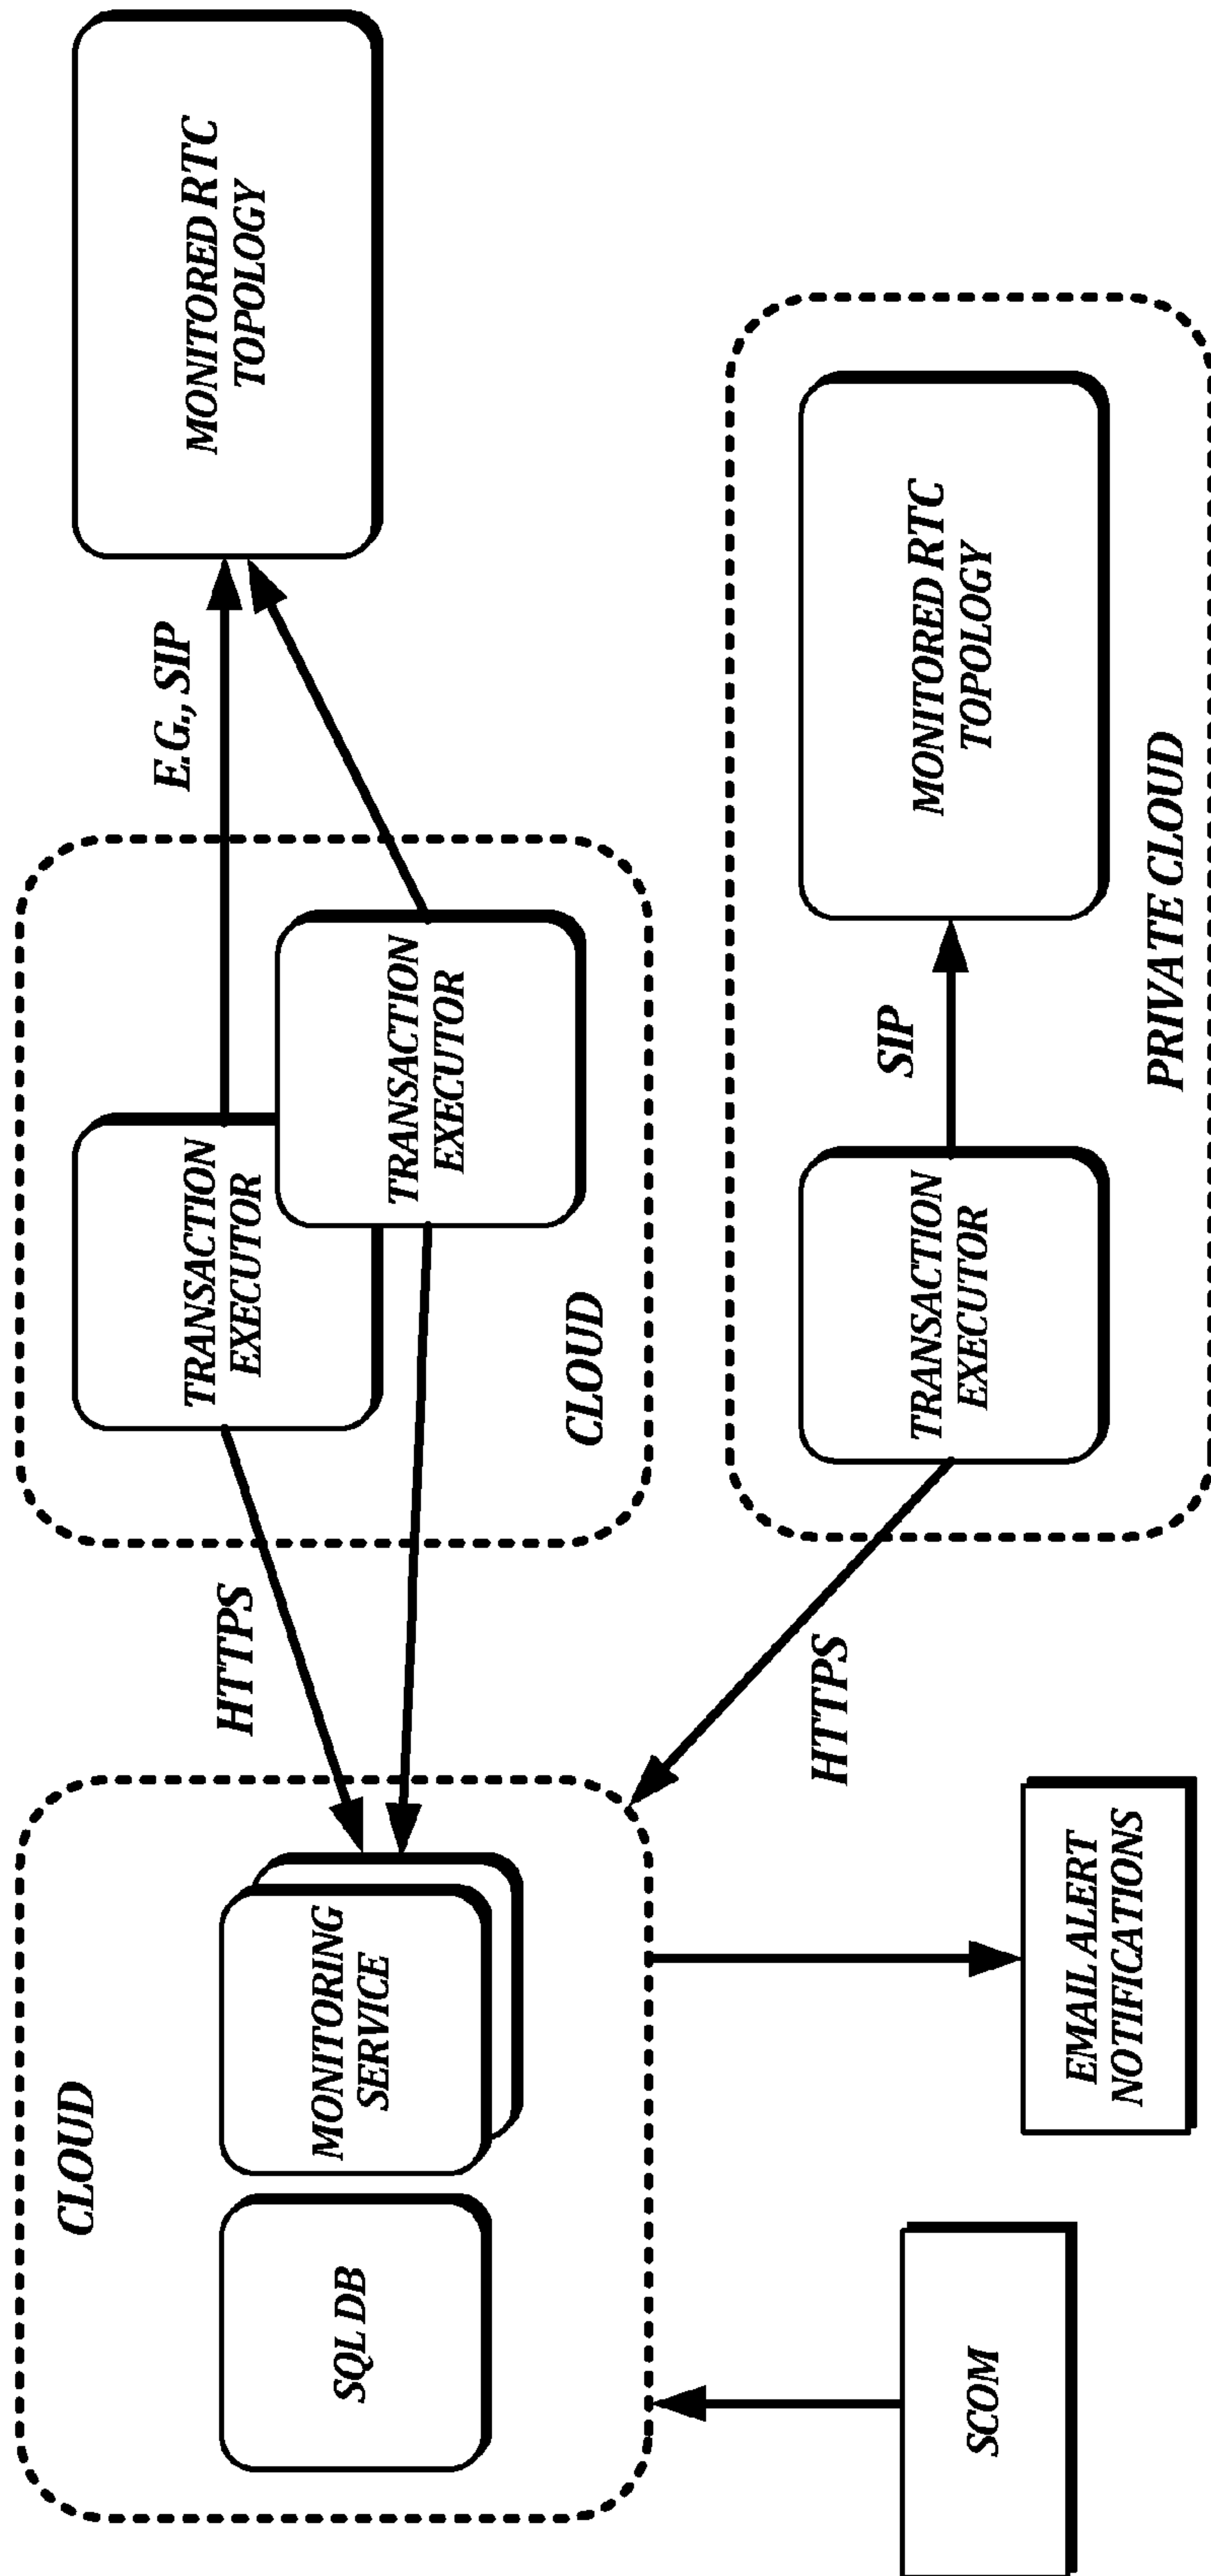 CLOUD
SQL DB
MONITORING
SERVICE
HTTPS
TRANSACTION
EXECUTOR
TRANSACTION
EXECUTOR
CLOUD
E.G., SIP
MONITORED RTC
TOPOLOGY
SCOM
EMAIL ALERT
NOTIFICATIONS
HTTPS
TRANSACTION
EXECUTOR
SIP
MONITORED RTC
TOPOLOGY
PRIVATE CLOUD